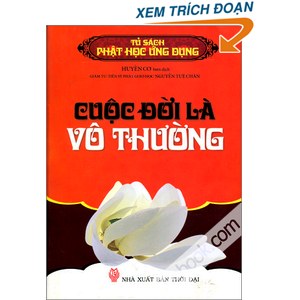 XEM TRÍCH ĐOẠN
TỦ SÁCH
PHẬT HỌC ỨNG DỤNG
HUYỀN CƠ
CUỘC ĐỜI LÀ
VÔ THƯỜNG
NHÀ XUẤT BẢN THỜI ĐẠI
.com